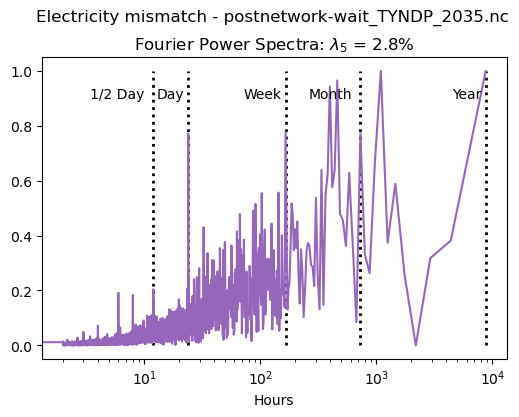 Electricity mismatch - postnetwork-wait_TYNDP_2035.nc
Fourier Power Spectra: λ₅ = 2.8%
1.0
0.8
0.6
0.4
0.2
0.0
1/2 Day
Day
Week
Month
Year
10¹
10²
10³
10⁴
Hours